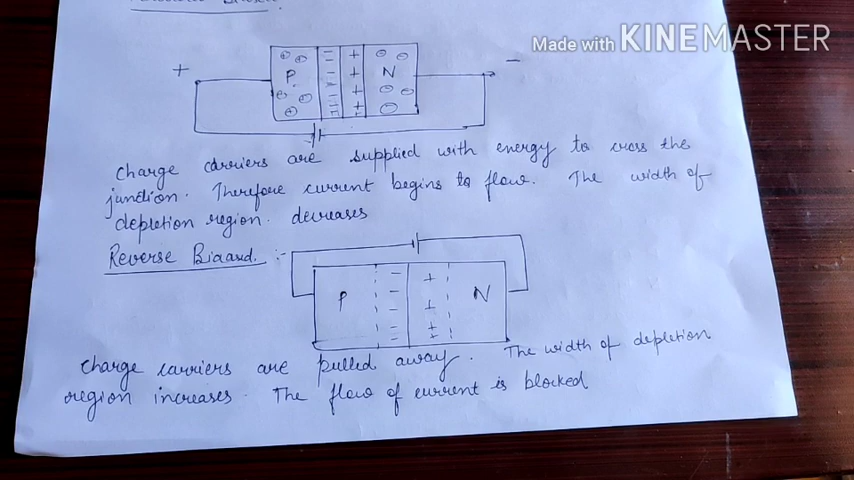 Made with KINEMASTER
+ -
P N
charge carriers are supplied with energy to cross the
junction. Therefore current begins to flow. The width of
depletion region. decreases
Reverse Biaasd. :-
P N
charge carriers are pulled away. The width of depletion
region increases. The flow of current is blocked